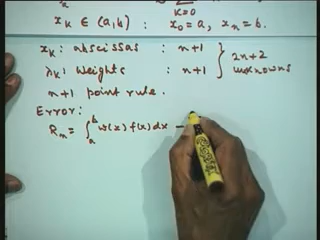 K=0
x_k ∈ (a,b) : x_0 = a, x_n = b.
x_k : abscissas : n+1 } 2n+2
λ_k : weights : n+1 } unknowns
n+1 point rule.
Error:
R_n = ∫_a^b w(x) f(x) dx −